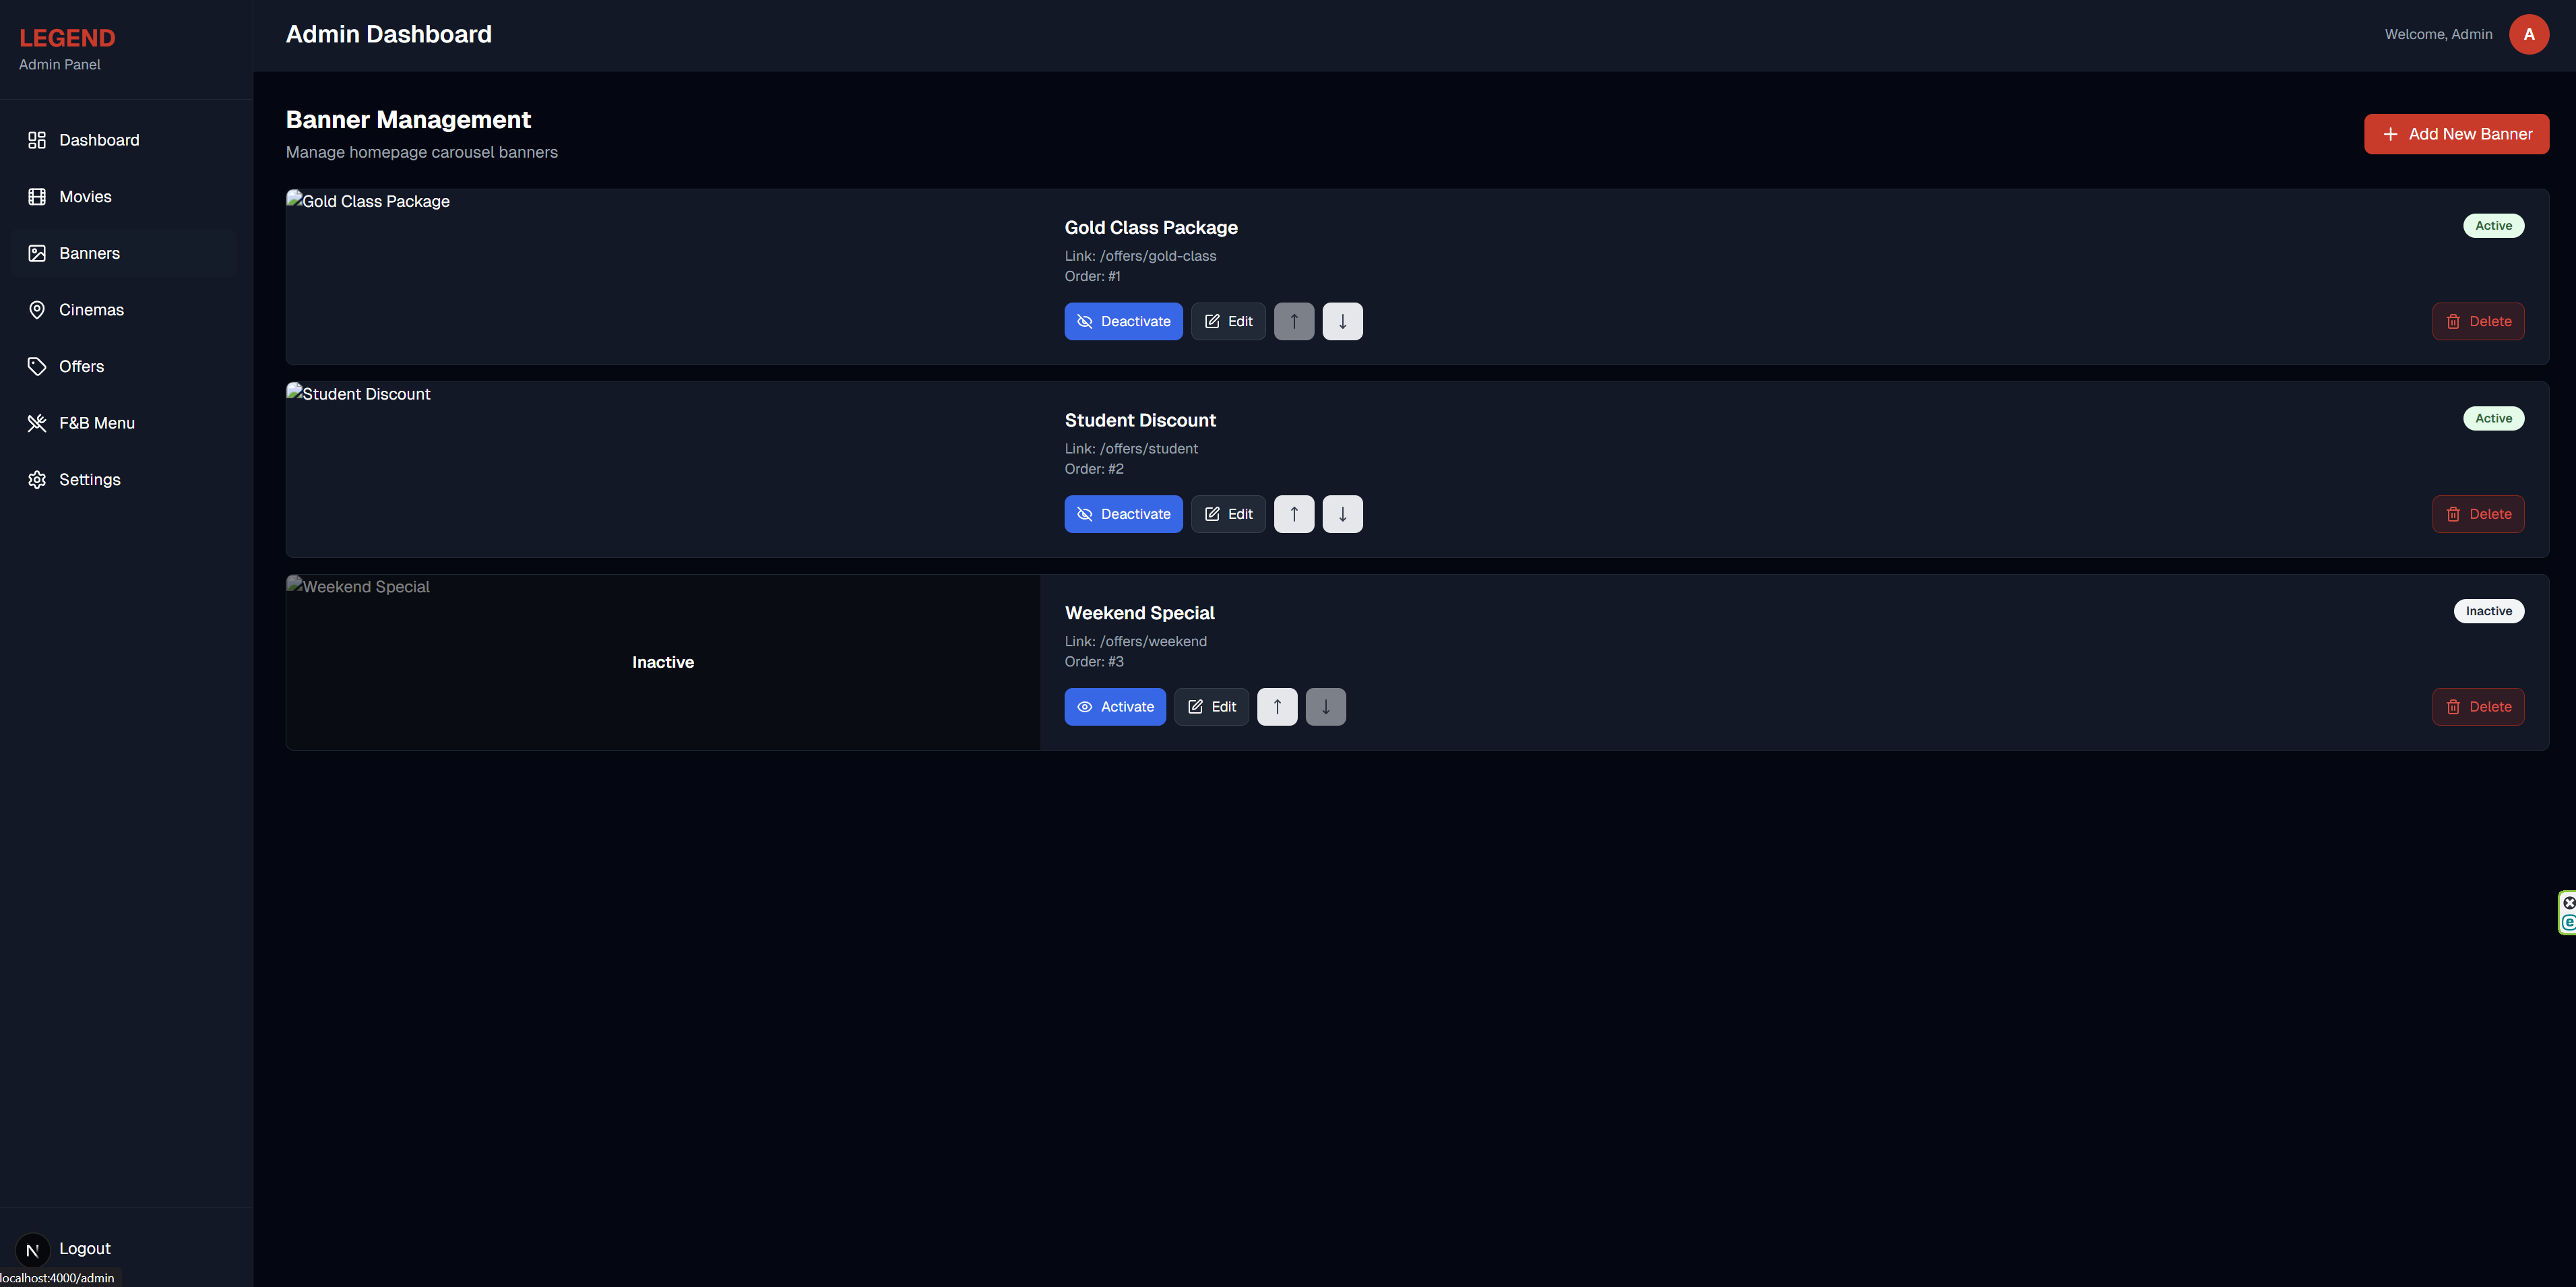 LEGEND
Admin Panel
Dashboard
Movies
Banners
Cinemas
Offers
F&B Menu
Settings
Logout
N
localhost:4000/admin
Admin Dashboard
Welcome, Admin
A
Banner Management
Manage homepage carousel banners
Add New Banner
Gold Class Package
Gold Class Package
Active
Link: /offers/gold-class
Order: #1
Deactivate
Edit
↑
↓
Delete
Student Discount
Student Discount
Active
Link: /offers/student
Order: #2
Deactivate
Edit
↑
↓
Delete
Weekend Special
Inactive
Weekend Special
Inactive
Link: /offers/weekend
Order: #3
Activate
Edit
↑
↓
Delete
e